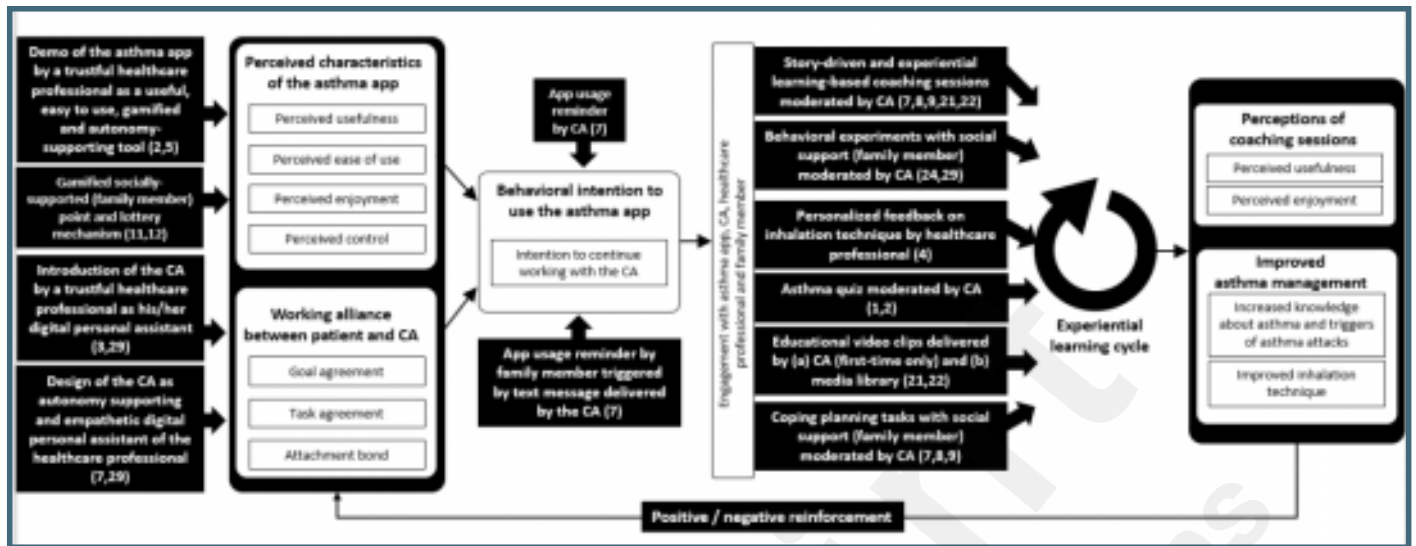 Demo of the asthma app
by a trustful healthcare
professional as a useful,
easy to use, gamified
and autonomy-
supporting tool (2,5)
Gamified socially-
supported (family member)
point and lottery
mechanism (11,12)
Introduction of the CA
by a trustful healthcare
professional as his/her
digital personal assistant
(3,29)
Design of the CA as
autonomy supporting
and empathetic digital
personal assistant of the
healthcare professional
(7,29)
Perceived characteristics
of the asthma app
Perceived usefulness
Perceived ease of use
Perceived enjoyment
Perceived control
Working alliance
between patient and CA
Goal agreement
Task agreement
Attachment bond
App usage
reminder
by CA (7)
Behavioral intention to
use the asthma app
Intention to continue
working with the CA
App usage reminder by
family member triggered
by text message delivered
by the CA (7)
Engagement with asthma app, CA, healthcare
professional and family member
Story-driven and experiential
learning-based coaching sessions
moderated by CA (7,8,9,21,22)
Behavioral experiments with social
support (family member)
moderated by CA (24,29)
Personalized feedback on
inhalation technique by healthcare
professional (4)
Asthma quiz moderated by CA
(1,2)
Educational video clips delivered
by (a) CA (first-time only) and (b)
media library (21,22)
Coping planning tasks with social
support (family member)
moderated by CA (7,8,9)
Experiential
learning cycle
Perceptions of
coaching sessions
Perceived usefulness
Perceived enjoyment
Improved
asthma management
Increased knowledge
about asthma and triggers
of asthma attacks
Improved inhalation
technique
Positive / negative reinforcement